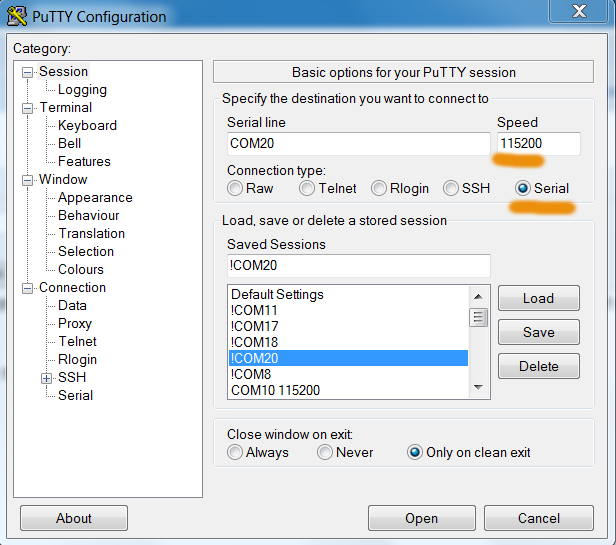 PuTTY Configuration
Category:
Session
Logging
Terminal
Keyboard
Bell
Features
Window
Appearance
Behaviour
Translation
Selection
Colours
Connection
Data
Proxy
Telnet
Rlogin
SSH
Serial
Basic options for your PuTTY session
Specify the destination you want to connect to
Serial line Speed
COM20 115200
Connection type:
Raw Telnet Rlogin SSH Serial
Load, save or delete a stored session
Saved Sessions
!COM20
Default Settings
!COM11
!COM17
!COM18
!COM20
!COM8
COM10 115200
Load
Save
Delete
Close window on exit:
Always Never Only on clean exit
About Open Cancel